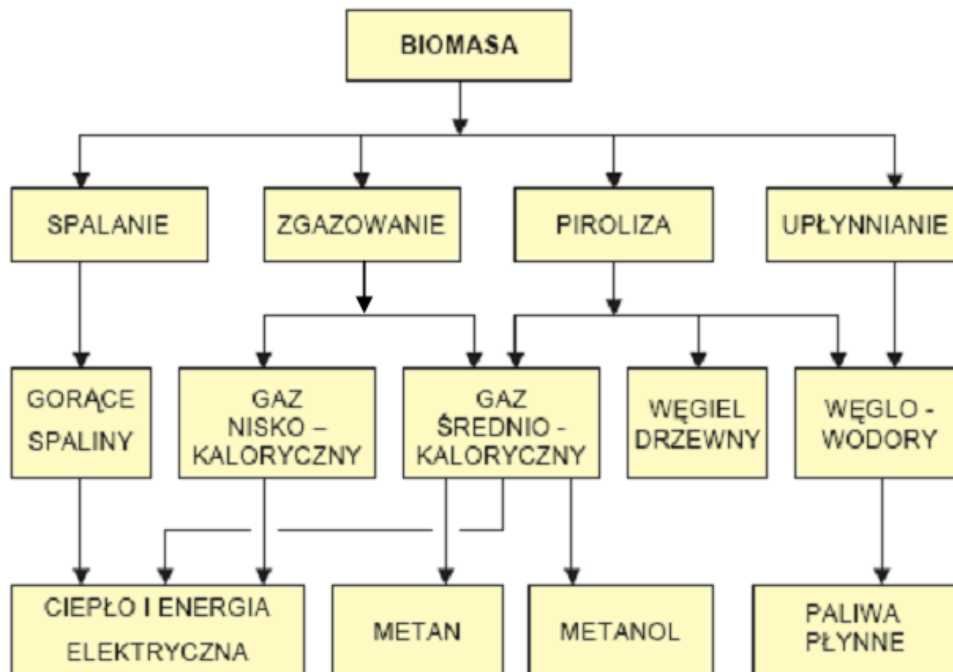 BIOMASA
SPALANIE
ZGAZOWANIE
PIROLIZA
UPŁYNNIANIE
GORĄCE
SPALINY
GAZ
NISKO –
KALORYCZNY
GAZ
ŚREDNIO -
KALORYCZNY
WĘGIEL
DRZEWNY
WĘGLO -
WODORY
CIEPŁO I ENERGIA
ELEKTRYCZNA
METAN
METANOL
PALIWA
PŁYNNE